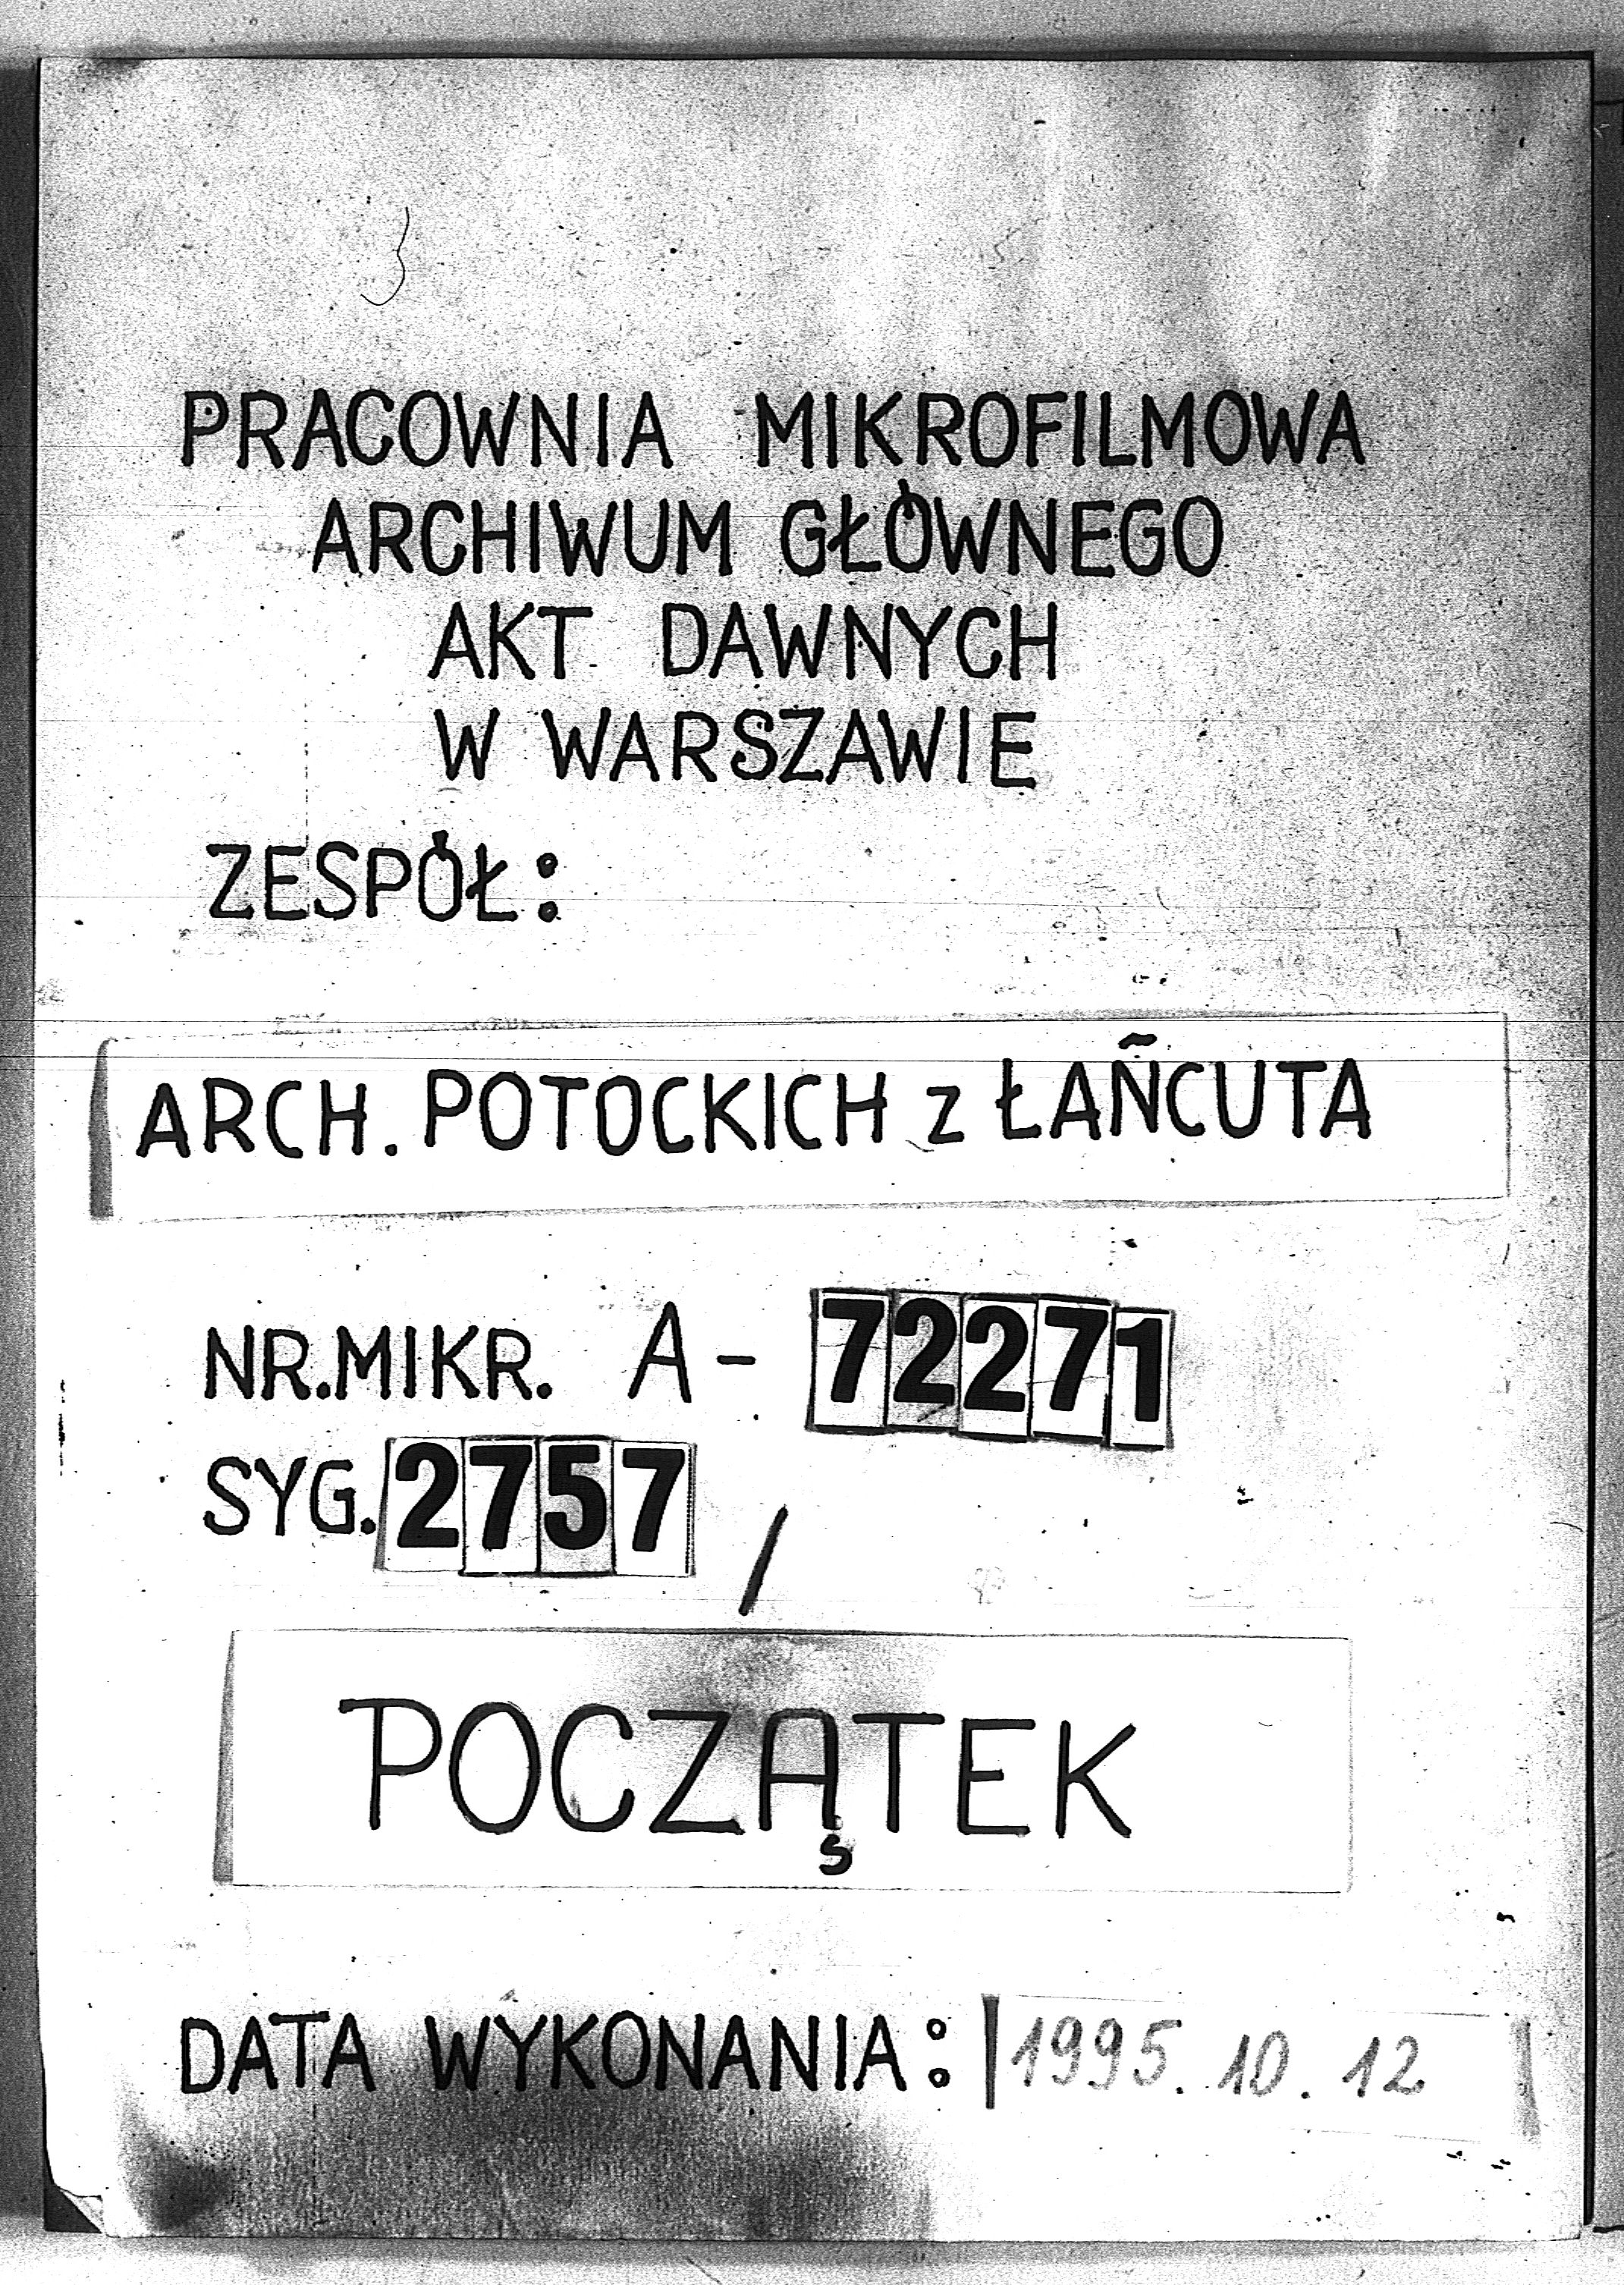 PRACOWNIA MIKROFILMOWA
ARCHIWUM GŁÓWNEGO
AKT DAWNYCH
W WARSZAWIE
ZESPÓŁ:
ARCH. POTOCKICH z ŁAŃCUTA
NR.MIKR. A-72271
SYG.2757 /
POCZĄTEK
DATA WYKONANIA: 1995.10.12